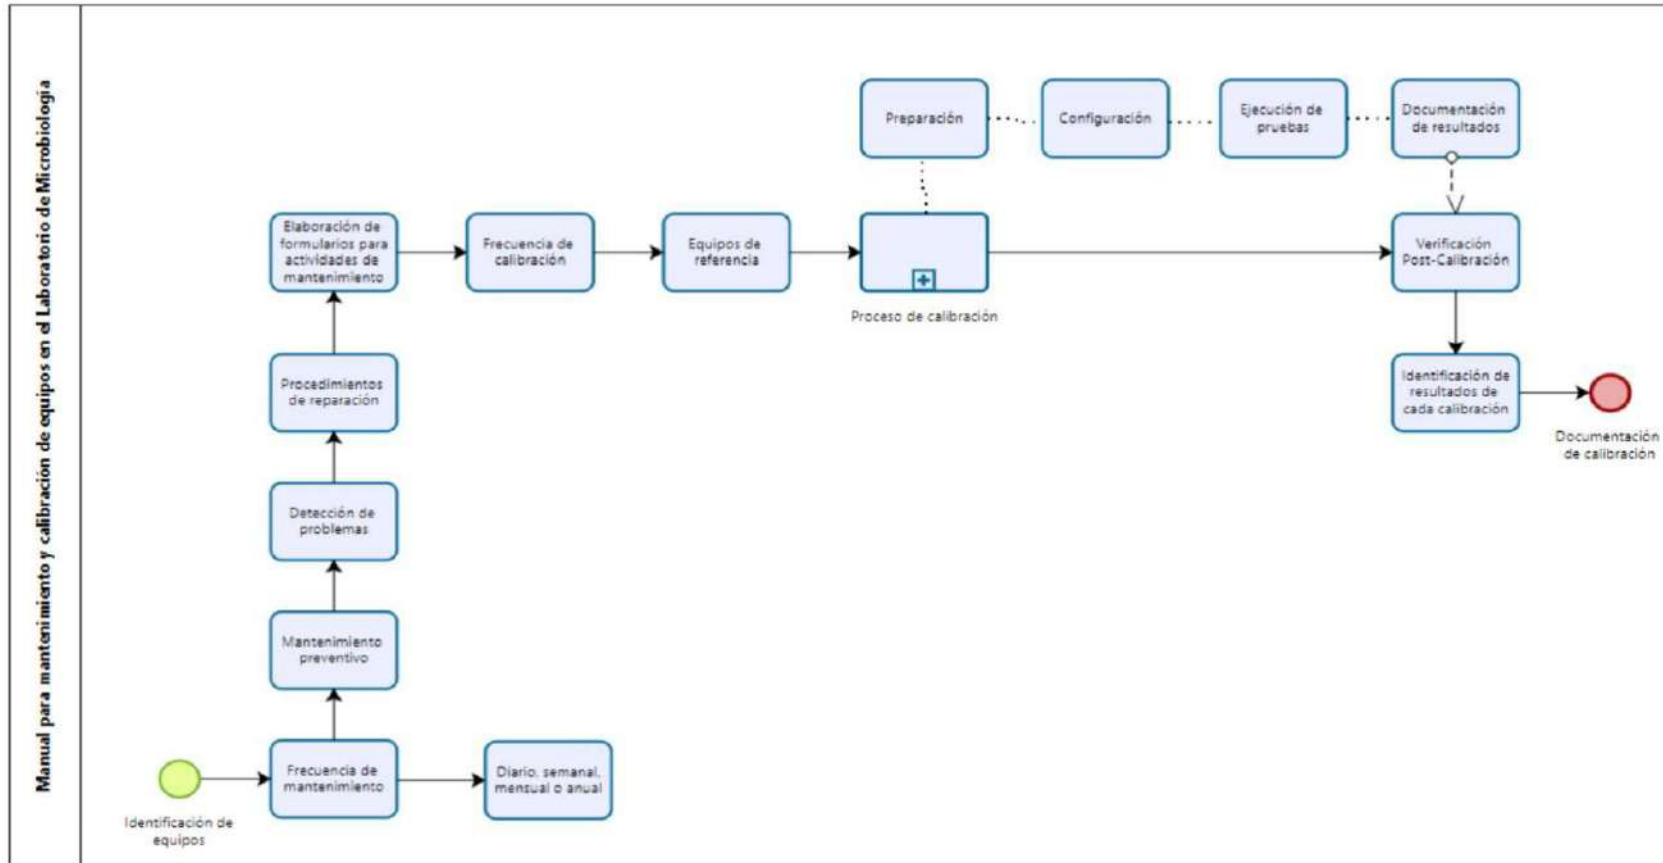 Manual para mantenimiento y calibración de equipos en el Laboratorio de Microbiología
Preparación
Configuración
Ejecución de
pruebas
Documentación
de resultados
Elaboración de
formularios para
actividades de
mantenimiento
Frecuencia de
calibración
Equipos de
referencia
Proceso de calibración
Verificación
Post-Calibración
Procedimientos
de reparación
Identificación de
resultados de
cada calibración
Documentación
de calibración
Detección de
problemas
Mantenimiento
preventivo
Frecuencia de
mantenimiento
Diario, semanal,
mensual o anual
Identificación de
equipos